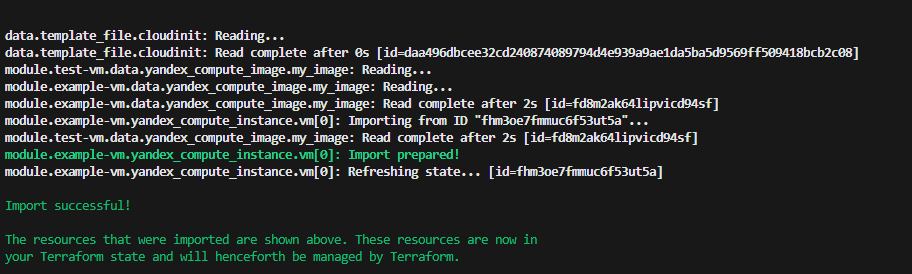 data.template_file.cloudinit: Reading...
data.template_file.cloudinit: Read complete after 0s [id=daa496dbcee32cd240874089794d4e939a9ae1da5ba5d9569ff509418bcb2c08]
module.test-vm.data.yandex_compute_image.my_image: Reading...
module.example-vm.data.yandex_compute_image.my_image: Reading...
module.example-vm.data.yandex_compute_image.my_image: Read complete after 2s [id=fd8m2ak64lipvicd94sf]
module.example-vm.yandex_compute_instance.vm[0]: Importing from ID "fhm3oe7fmmuc6f53ut5a"...
module.test-vm.data.yandex_compute_image.my_image: Read complete after 2s [id=fd8m2ak64lipvicd94sf]
module.example-vm.yandex_compute_instance.vm[0]: Import prepared!
module.example-vm.yandex_compute_instance.vm[0]: Refreshing state... [id=fhm3oe7fmmuc6f53ut5a]
Import successful!
The resources that were imported are shown above. These resources are now in
your Terraform state and will henceforth be managed by Terraform.